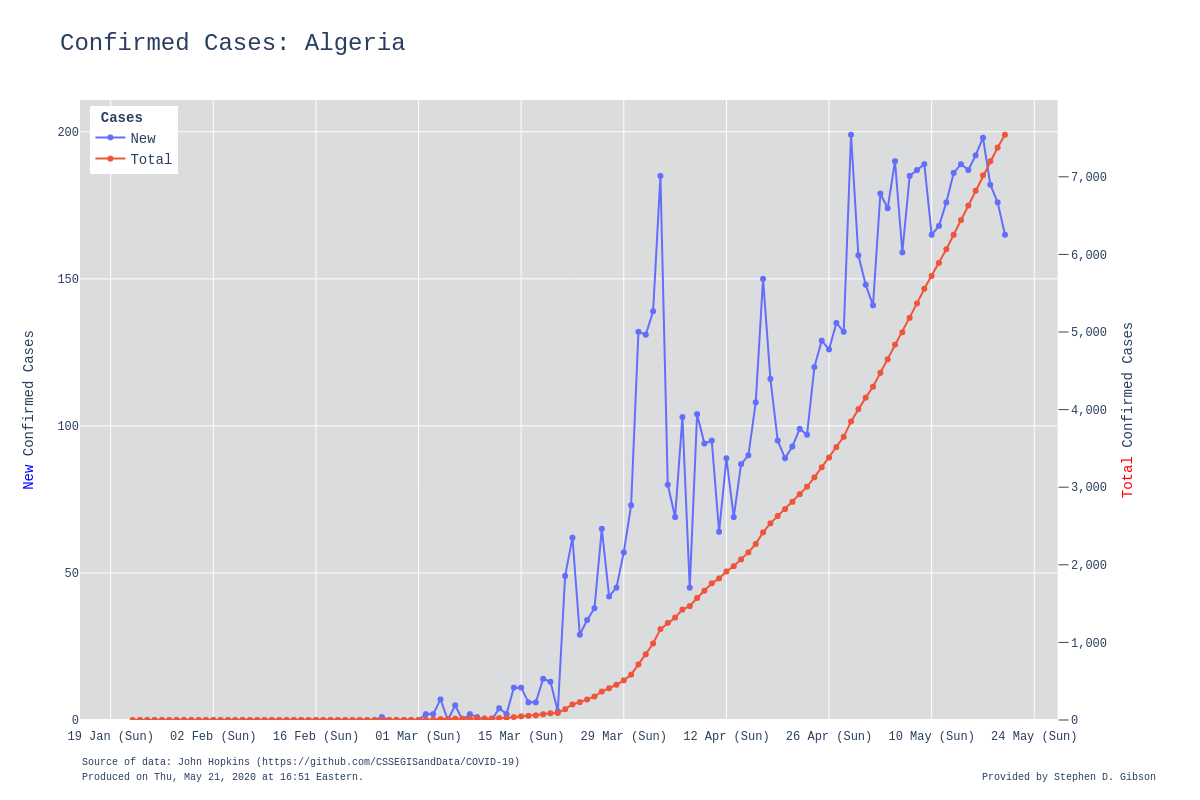 Confirmed Cases: Algeria
Cases
New
Total
200
150
100
50
0
7,000
6,000
5,000
4,000
3,000
2,000
1,000
0
New Confirmed Cases
Total Confirmed Cases
19 Jan (Sun)
02 Feb (Sun)
16 Feb (Sun)
01 Mar (Sun)
15 Mar (Sun)
29 Mar (Sun)
12 Apr (Sun)
26 Apr (Sun)
10 May (Sun)
24 May (Sun)
Source of data: John Hopkins (https://github.com/CSSEGISandData/COVID-19)
Produced on Thu, May 21, 2020 at 16:51 Eastern.
Provided by Stephen D. Gibson